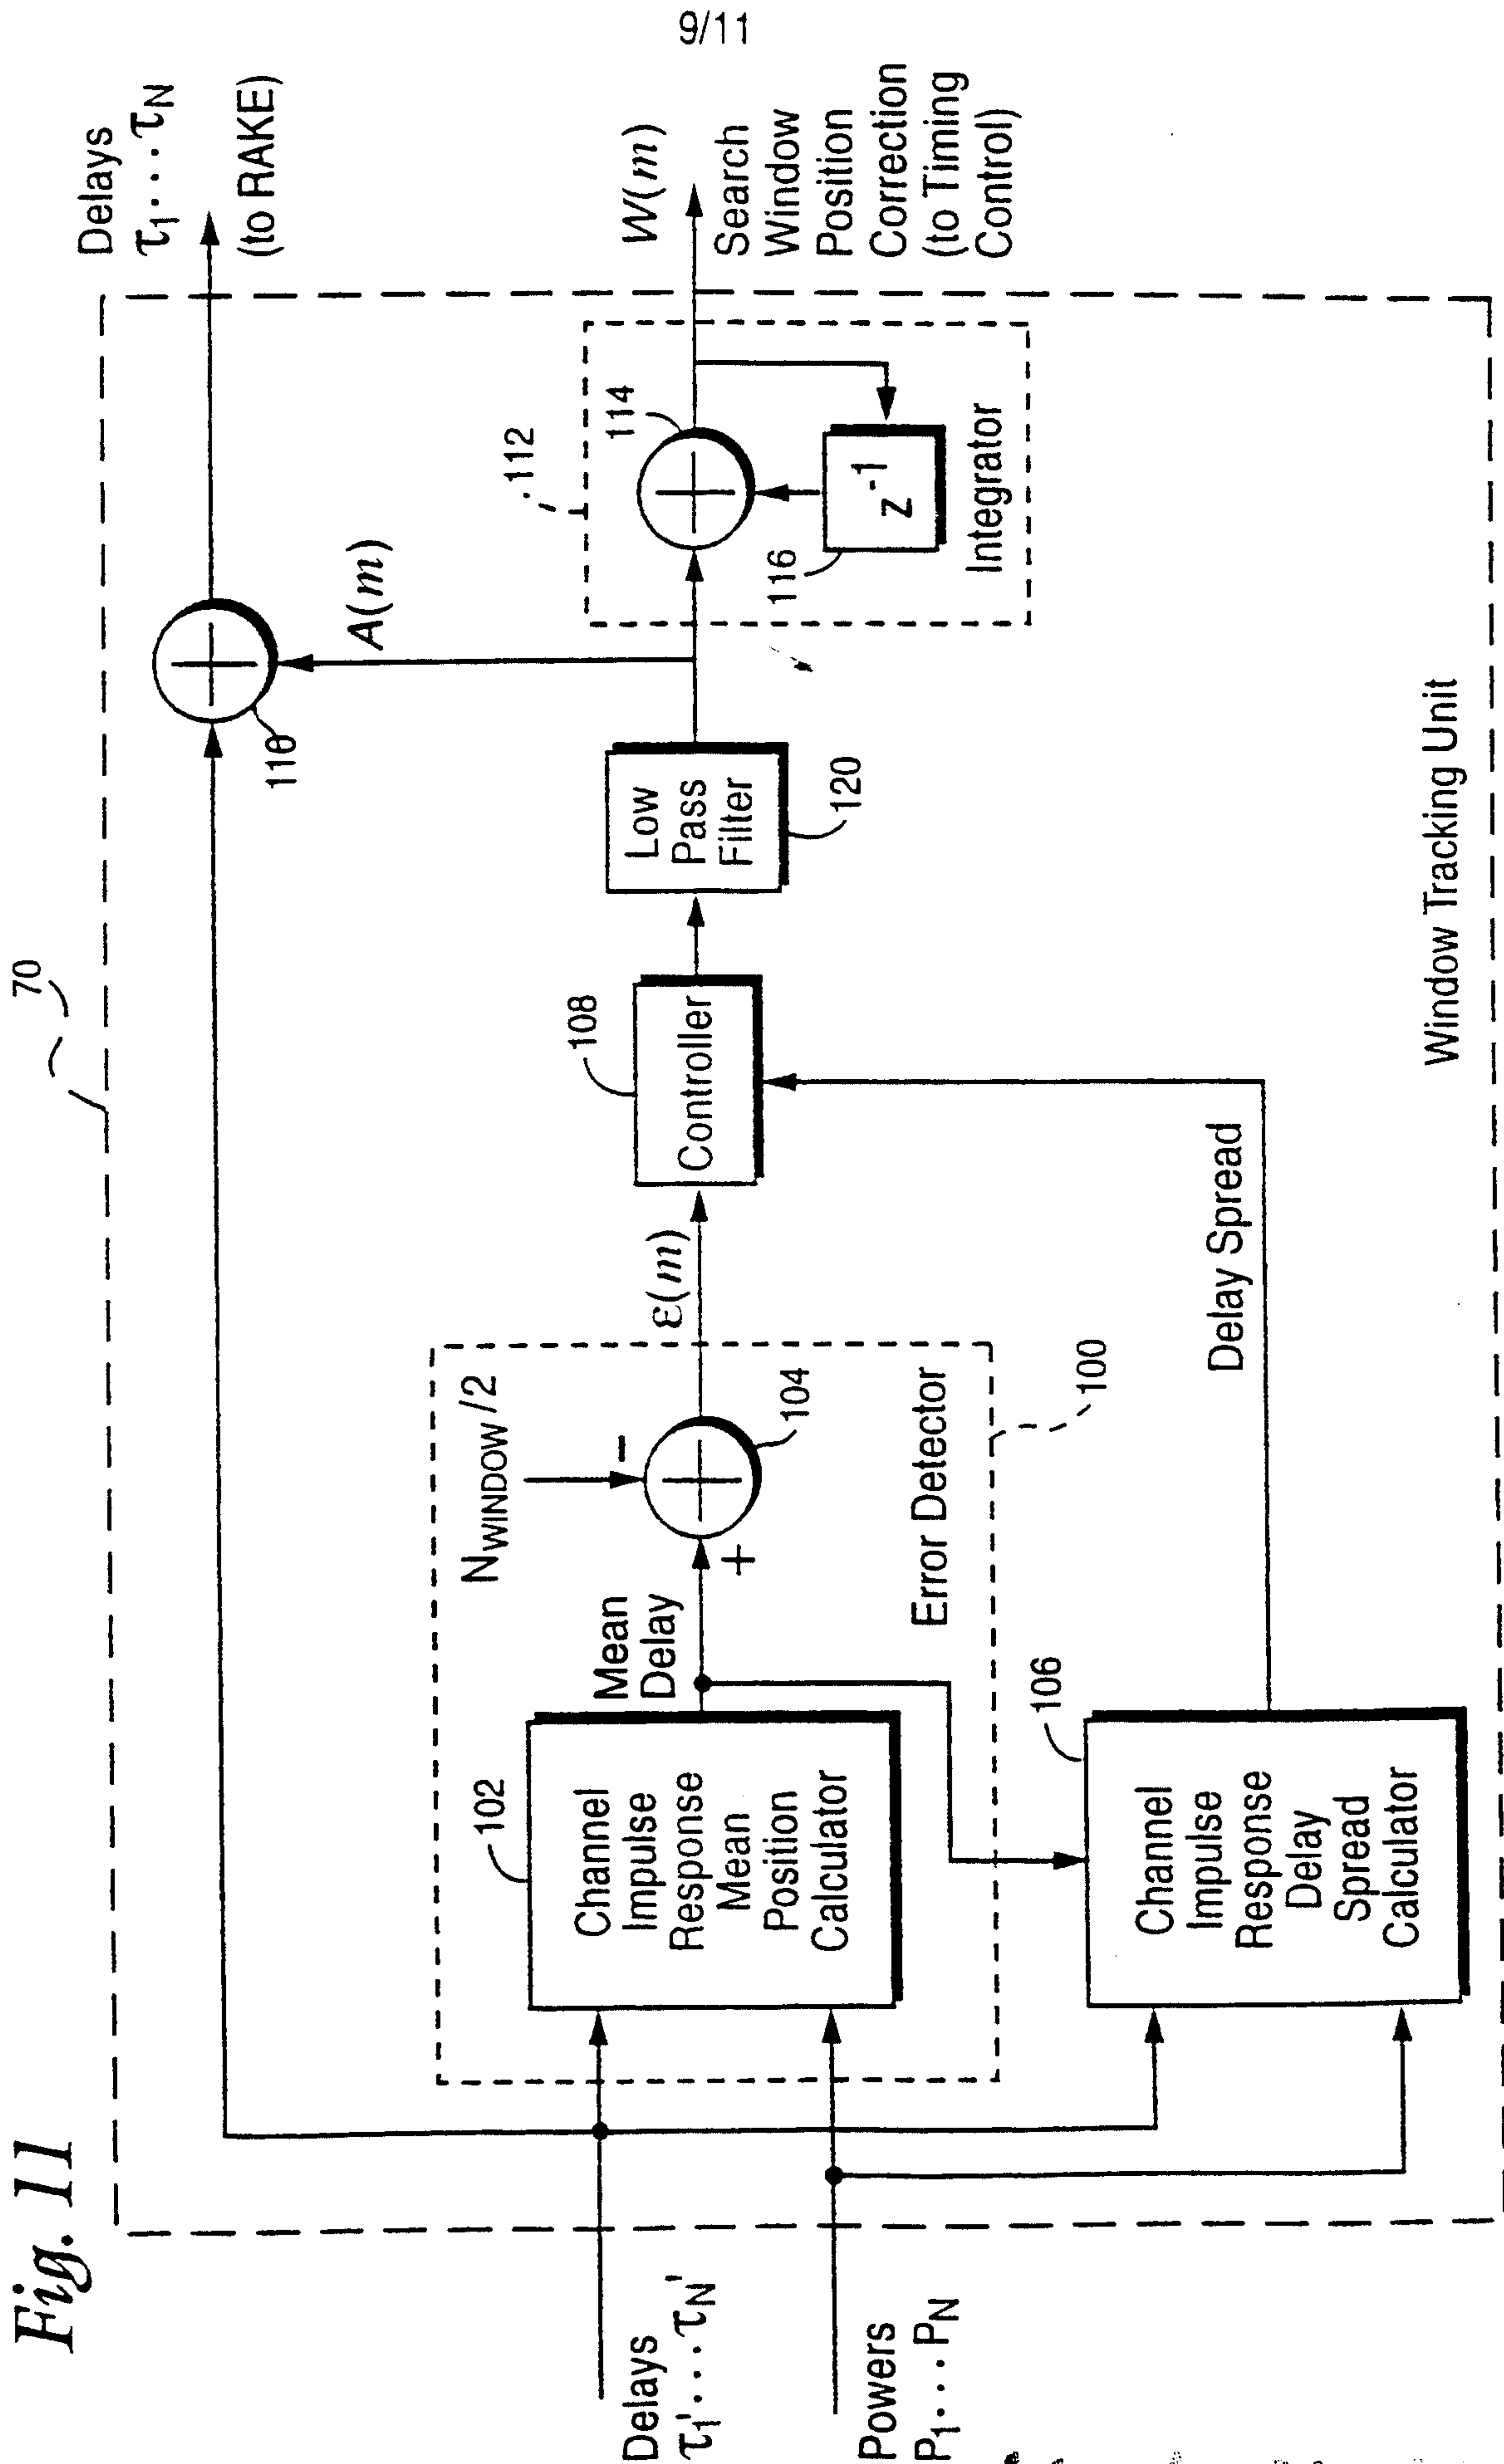 9/11
Fig. 11
70
Delays
τ1'....τN'
Powers
P1....PN
102
Channel
Impulse
Response
Mean
Position
Calculator
Mean
Delay
NWINDOW/2
-
+
104
ε(m)
Error Detector
100
106
Channel
Impulse
Response
Delay
Spread
Calculator
Delay Spread
108
Controller
Low
Pass
Filter
120
110
A(m)
112
114
116
z-1
Integrator
Delays
τ1....τN
(to RAKE)
W(m)
Search
Window
Position
Correction
(to Timing
Control)
Window Tracking Unit